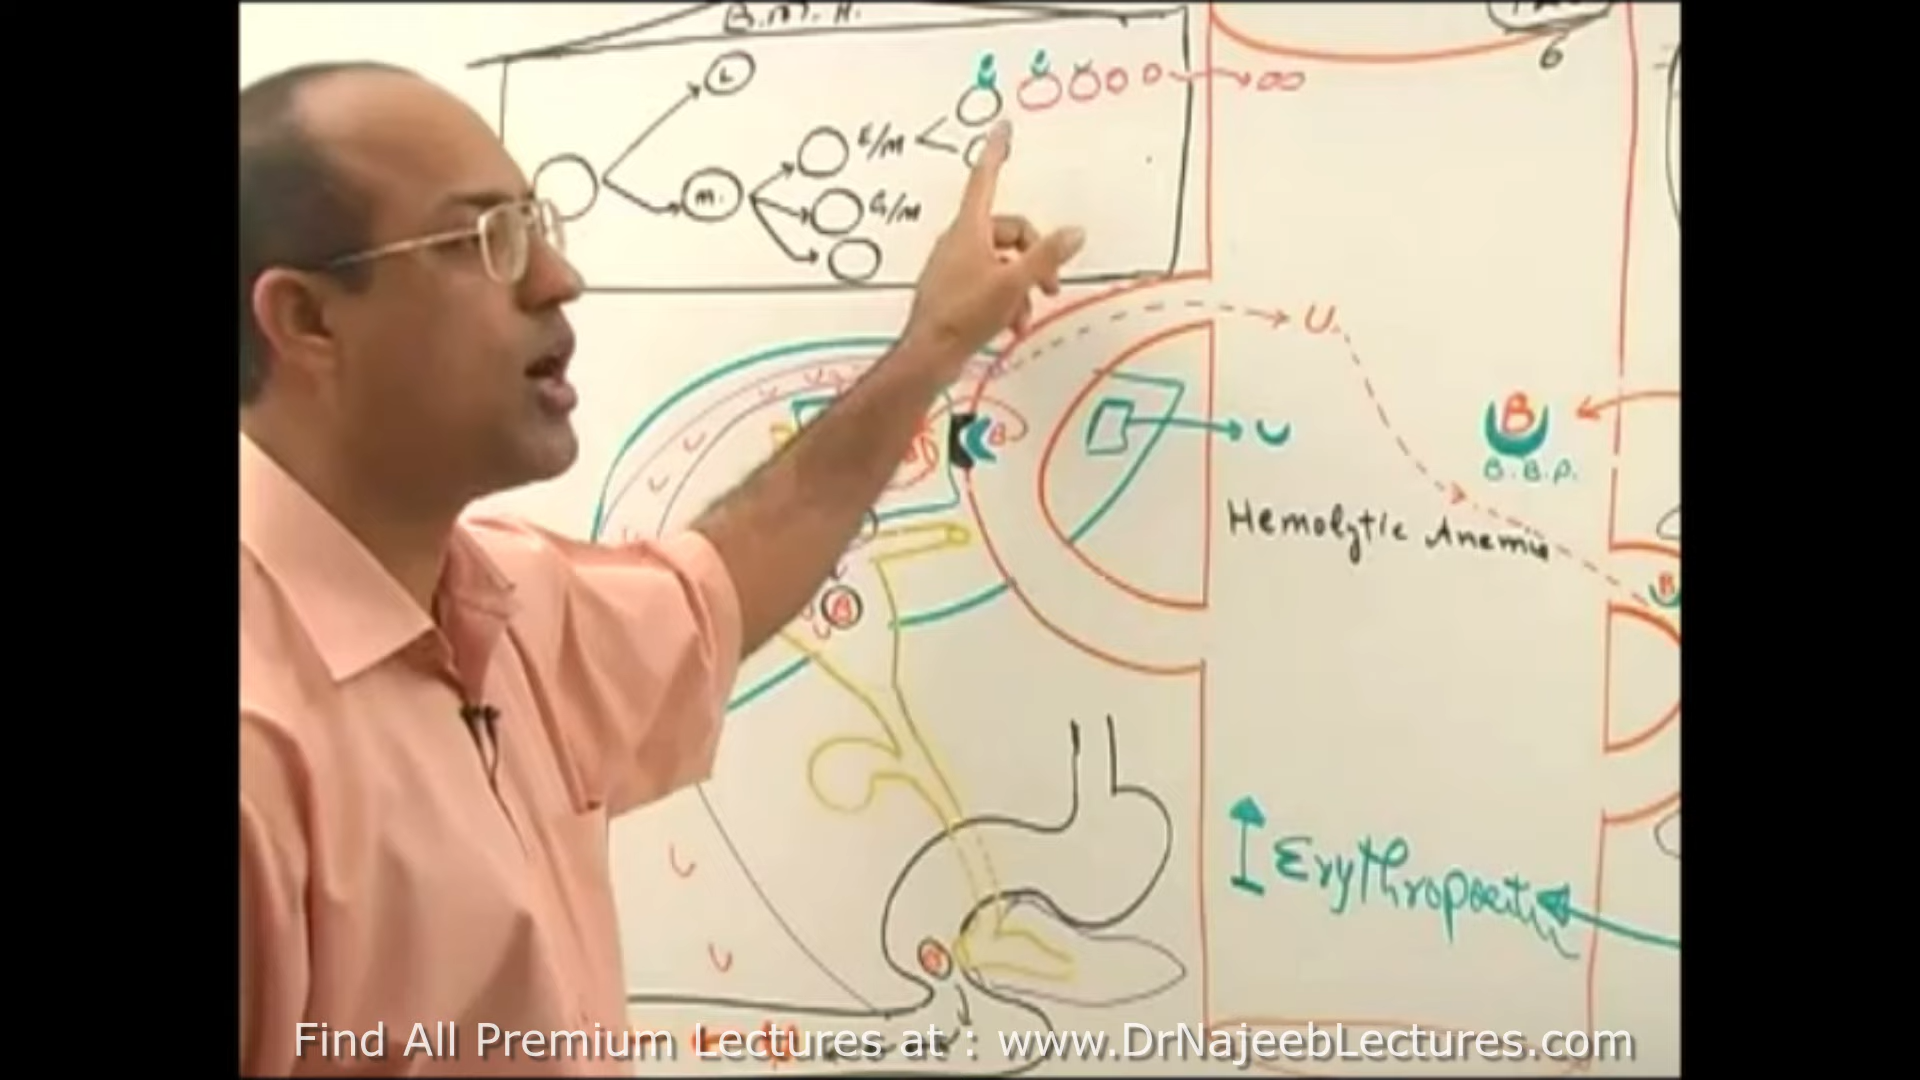 B.M.
L
E/M
M.
G/M
U.
B
B
B.B.P.
Hemolytic Anemia
B
B
Erythropoetin
6
Find All Premium Lectures at : www.DrNajeebLectures.com